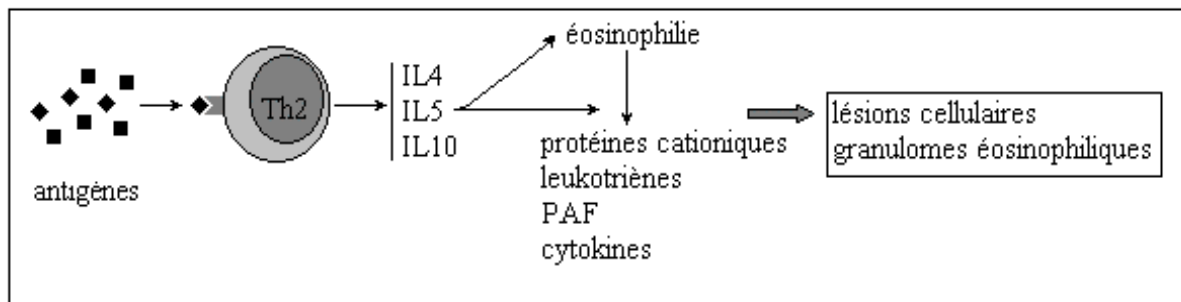 antigènes
Th2
IL4
IL5
IL10
éosinophilie
protéines cationiques
leukotriènes
PAF
cytokines
lésions cellulaires
granulomes éosinophiliques